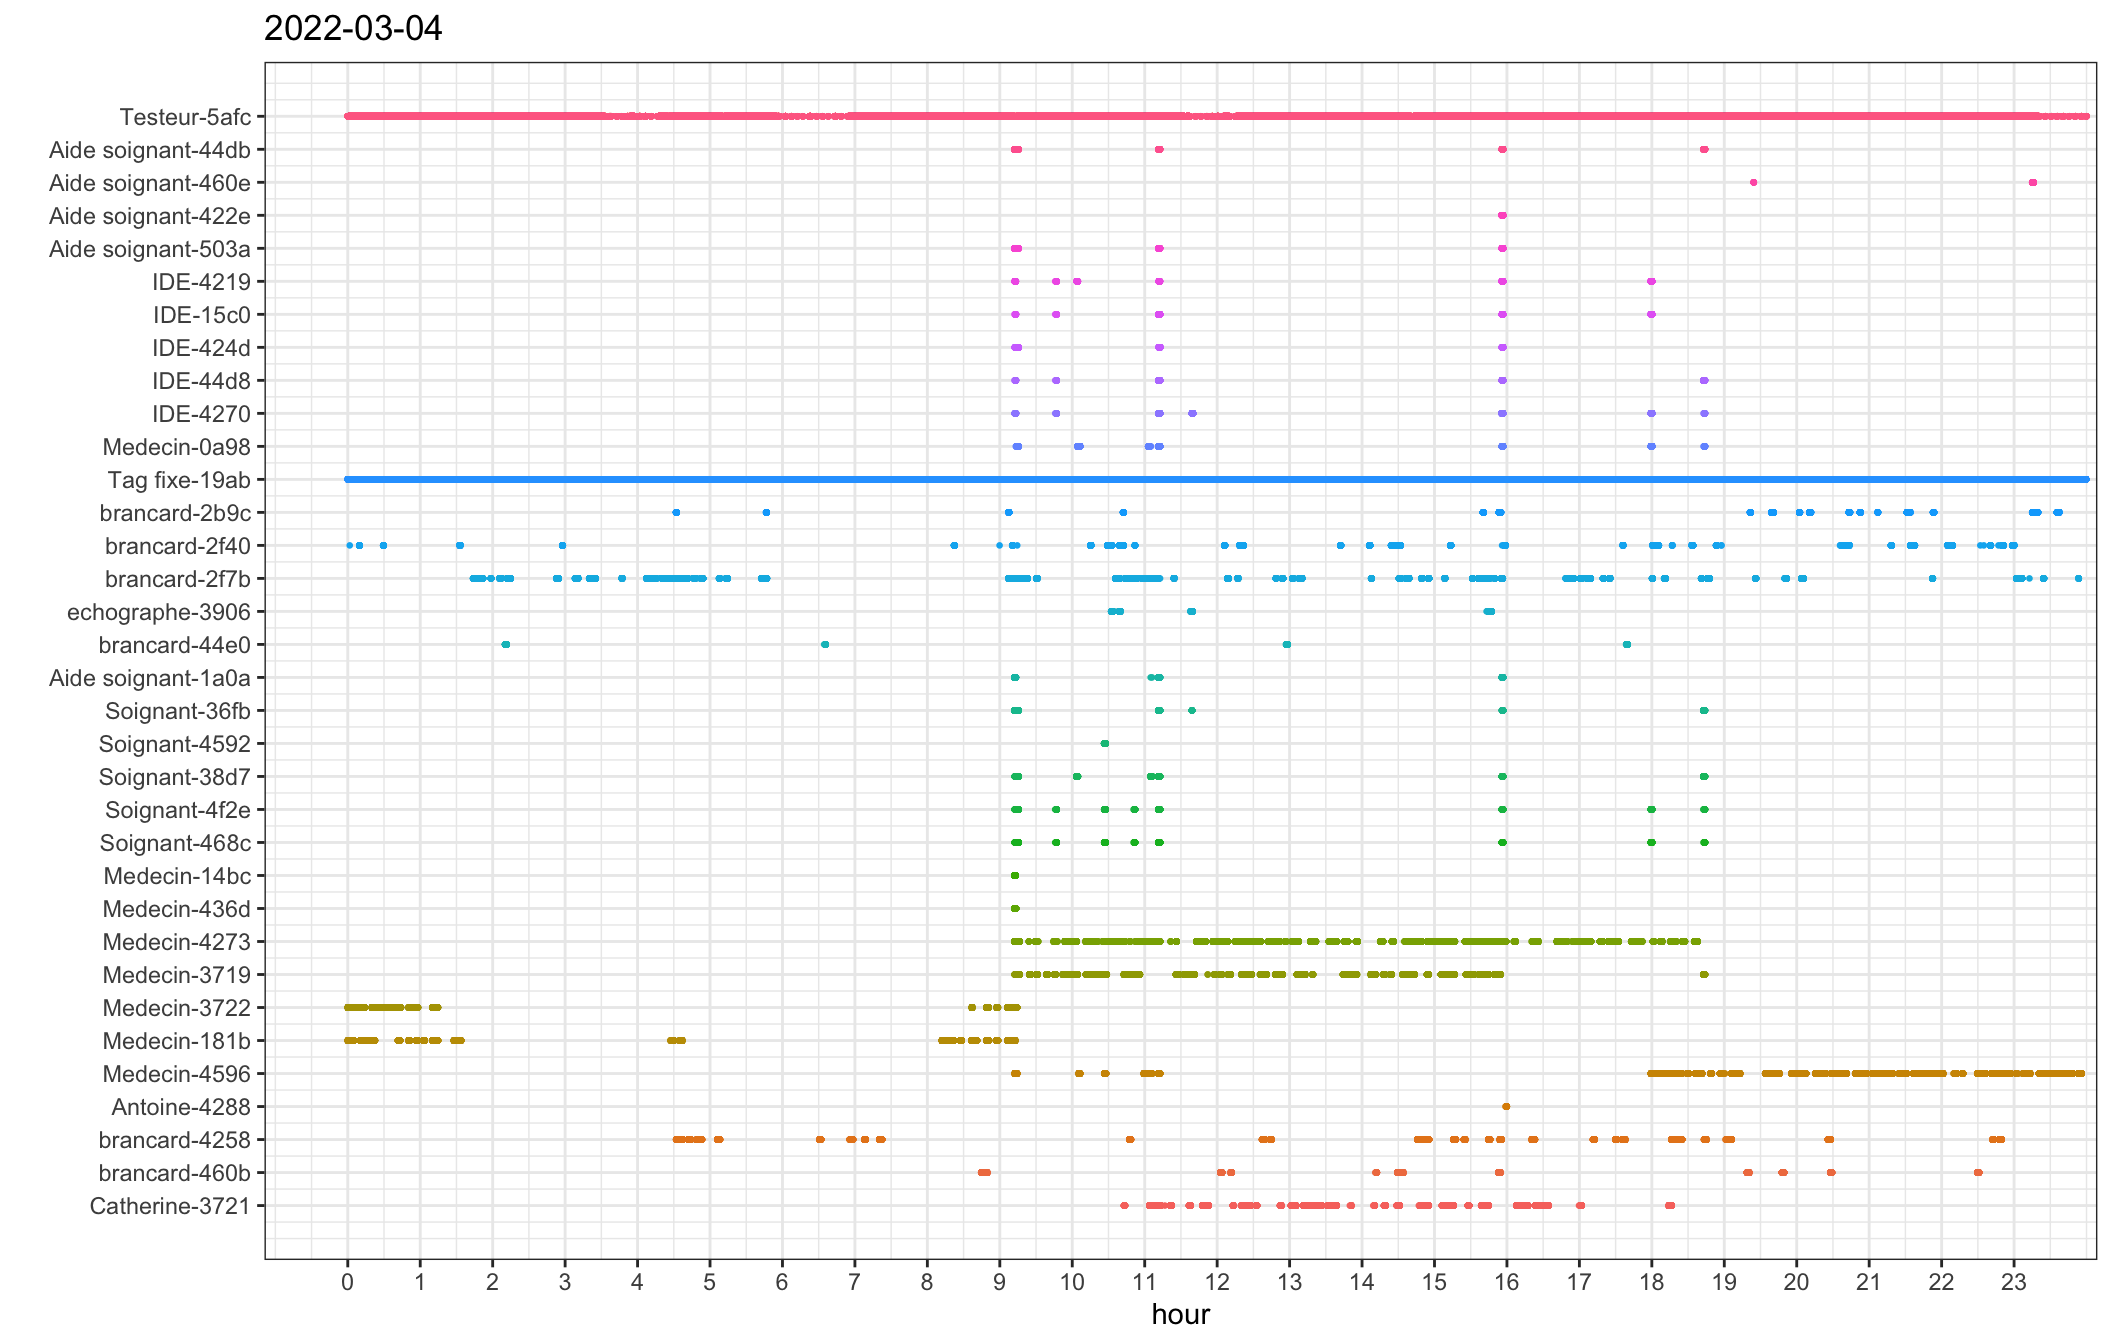 2022-03-04
Testeur-5afc
Aide soignant-44db
Aide soignant-460e
Aide soignant-422e
Aide soignant-503a
IDE-4219
IDE-15c0
IDE-424d
IDE-44d8
IDE-4270
Medecin-0a98
Tag fixe-19ab
brancard-2b9c
brancard-2f40
brancard-2f7b
echographe-3906
brancard-44e0
Aide soignant-1a0a
Soignant-36fb
Soignant-4592
Soignant-38d7
Soignant-4f2e
Soignant-468c
Medecin-14bc
Medecin-436d
Medecin-4273
Medecin-3719
Medecin-3722
Medecin-181b
Medecin-4596
Antoine-4288
brancard-4258
brancard-460b
Catherine-3721
0 1 2 3 4 5 6 7 8 9 10 11 12 13 14 15 16 17 18 19 20 21 22 23
hour